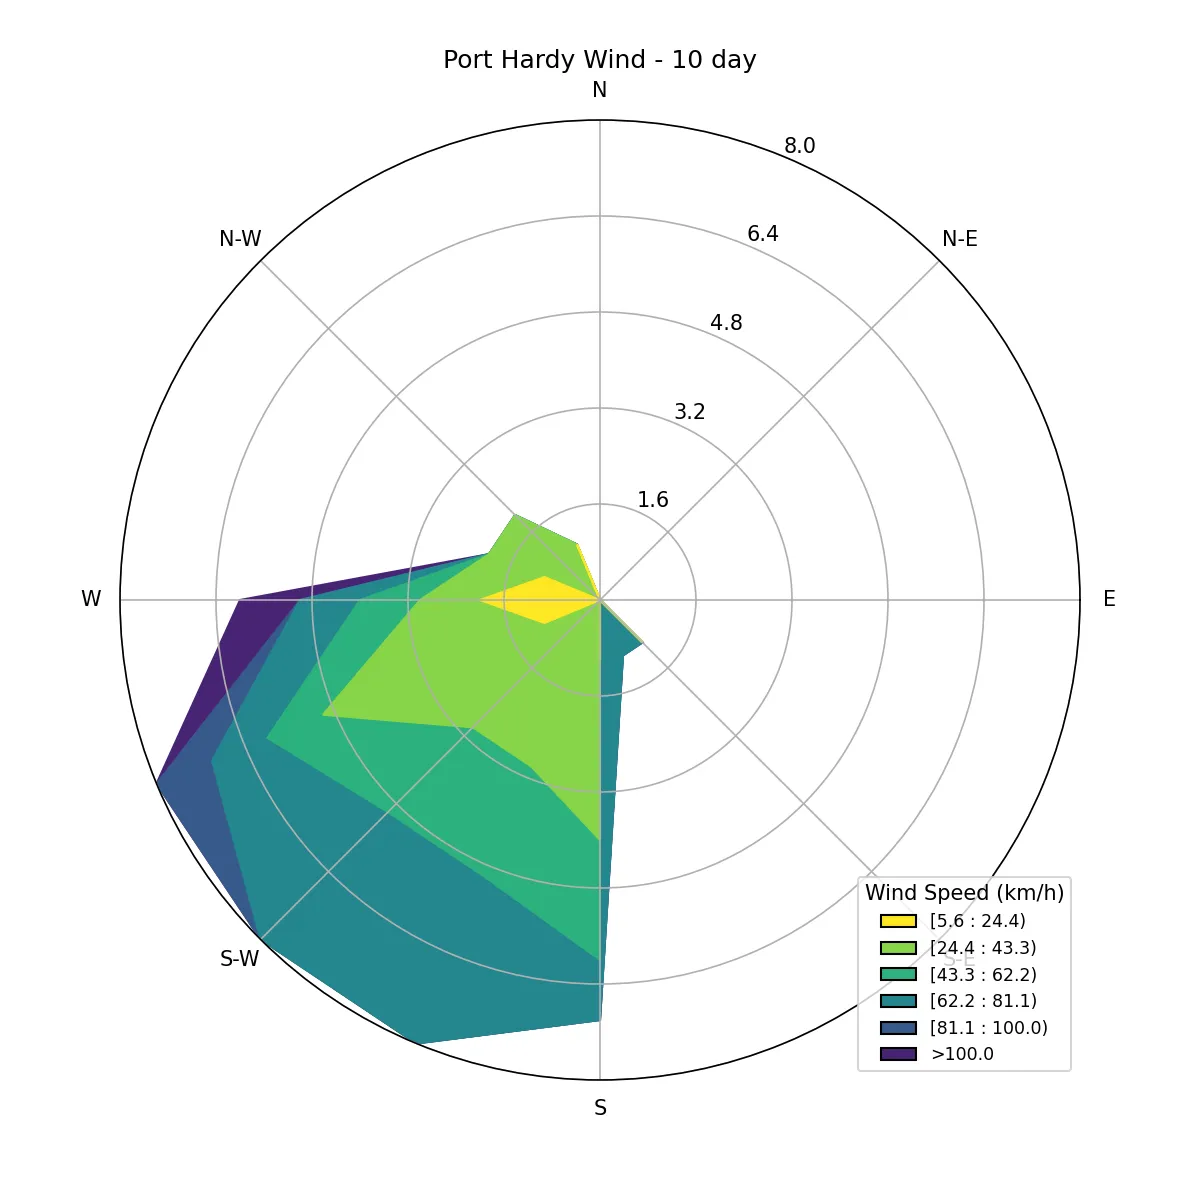 Port Hardy Wind - 10 day
N
8.0
N-W
6.4
N-E
4.8
3.2
1.6
W
E
Wind Speed (km/h)
[5.6 : 24.4)
[24.4 : 43.3)
S-W
S-E
[43.3 : 62.2)
[62.2 : 81.1)
[81.1 : 100.0)
>100.0
S